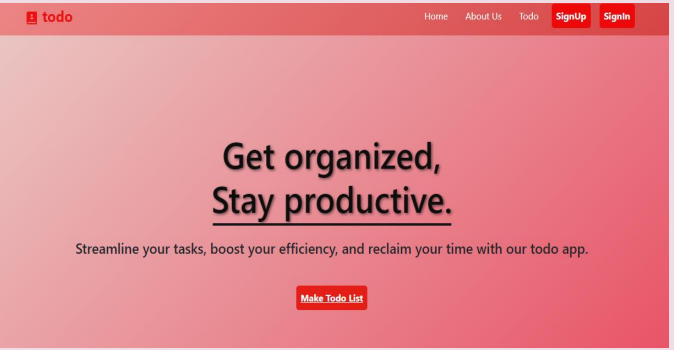 todo
Home About Us Todo SignUp SignIn
Get organized,
Stay productive.
Streamline your tasks, boost your efficiency, and reclaim your time with our todo app.
Make Todo List